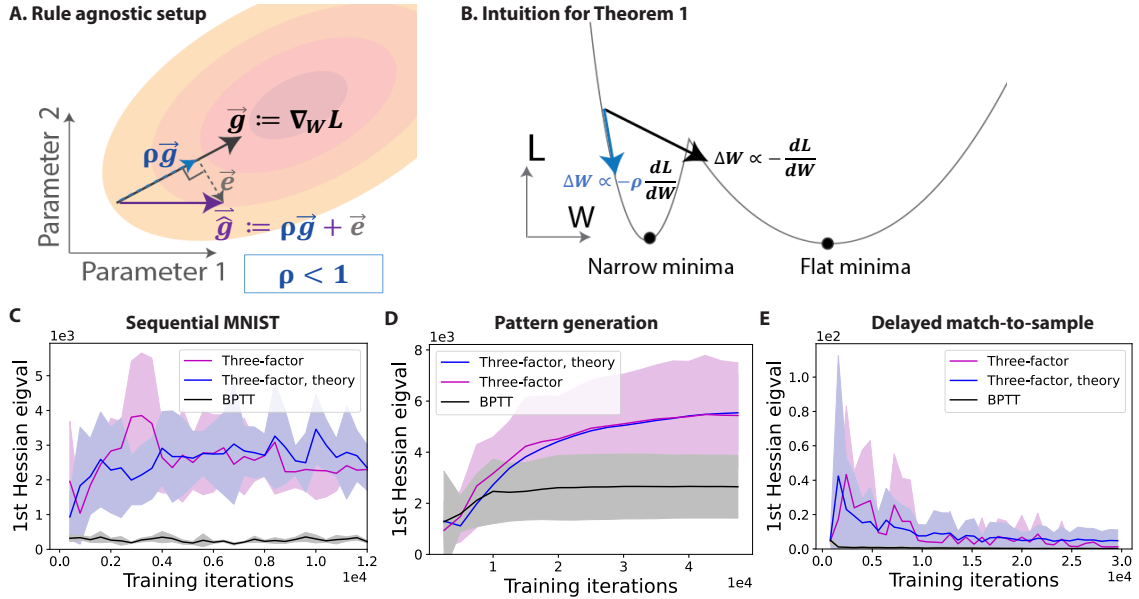 A. Rule agnostic setup
Parameter 2
Parameter 1
g := ∇_W L
ρg
e
ĝ := ρg + e
ρ < 1
B. Intuition for Theorem 1
L
W
ΔW ∝ −ρ dL/dW
ΔW ∝ − dL/dW
Narrow minima
Flat minima
C Sequential MNIST
1e3
1st Hessian eigval
5
4
3
2
1
0
Three-factor
Three-factor, theory
BPTT
0.0 0.2 0.4 0.6 0.8 1.0 1.2
1e4
Training iterations
D Pattern generation
1e3
1st Hessian eigval
8
6
4
2
0
Three-factor, theory
Three-factor
BPTT
1 2 3 4
1e4
Training iterations
E Delayed match-to-sample
1e2
1st Hessian eigval
1.0
0.8
0.6
0.4
0.2
0.0
Three-factor
Three-factor, theory
BPTT
0.0 0.5 1.0 1.5 2.0 2.5 3.0
1e4
Training iterations